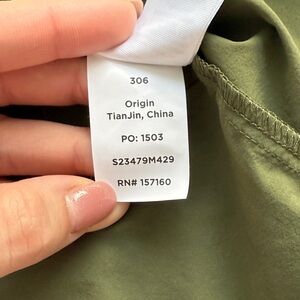 306
Origin
TianJin, China
PO: 1503
S23479M429
RN# 157160